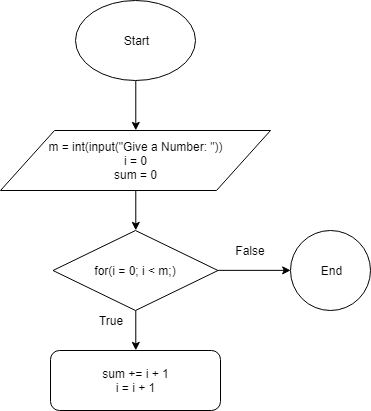 Start
m = int(input("Give a Number: "))
i = 0
sum = 0
for(i = 0; i < m;)
False
End
True
sum += i + 1
i = i + 1